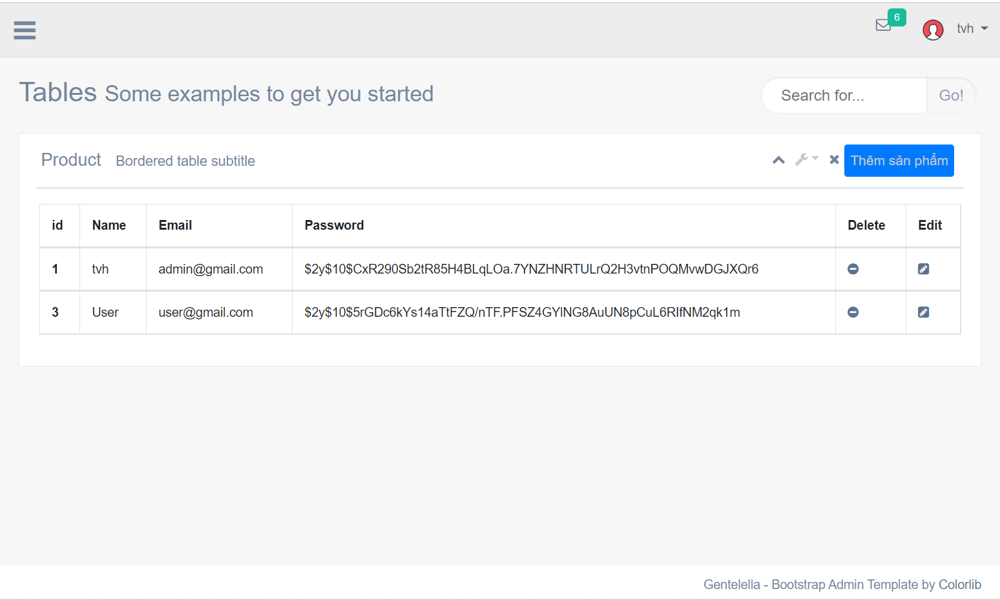 6
tvh
Tables Some examples to get you started
Search for... Go!
Product Bordered table subtitle
Thêm sản phẩm
id Name Email Password Delete Edit
1 tvh admin@gmail.com $2y$10$CxR290Sb2tR85H4BLqLOa.7YNZHNRTULrQ2H3vtnPOQMvwDGJXQr6
3 User user@gmail.com $2y$10$5rGDc6kYs14aTtFZQ/nTF.PFSZ4GYlNG8AuUN8pCuL6RIfNM2qk1m
Gentelella - Bootstrap Admin Template by Colorlib